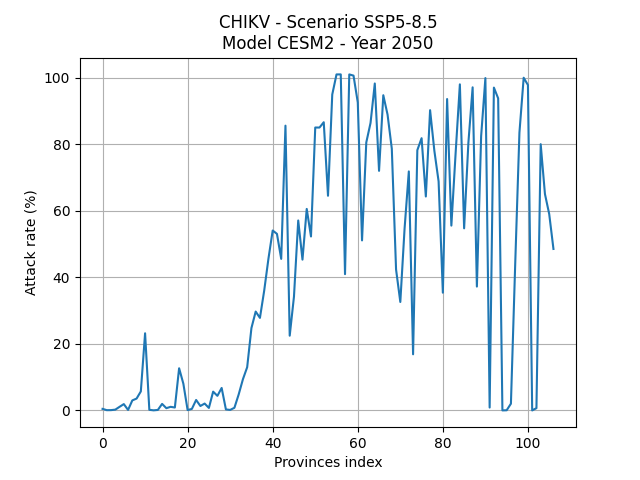 CHIKV - Scenario SSP5-8.5
Model CESM2 - Year 2050
Attack rate (%)
100
80
60
40
20
0
0 20 40 60 80 100
Provinces index